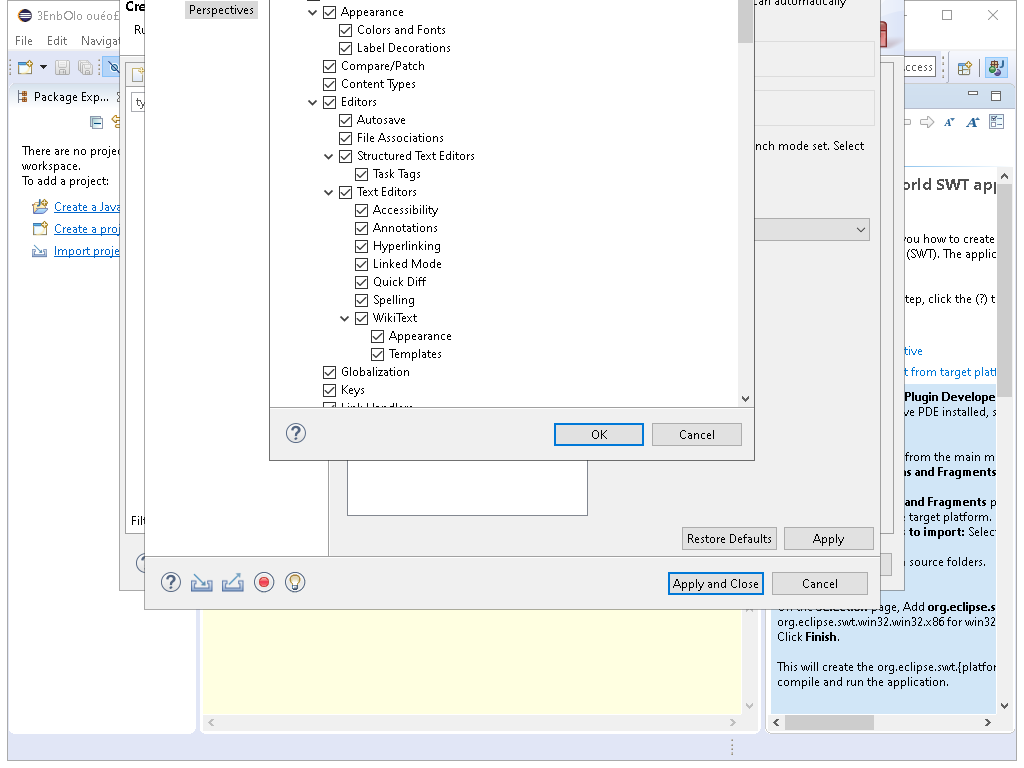 3EnbOlo ouéo£
Cre
Perspectives
can automatically
File Edit Navigat
Ru
Appearance
Colors and Fonts
Label Decorations
Compare/Patch
Content Types
Editors
Autosave
File Associations
Structured Text Editors
Task Tags
Text Editors
Accessibility
Annotations
Hyperlinking
Linked Mode
Quick Diff
Spelling
WikiText
Appearance
Templates
Globalization
Keys
Link Handlers
OK
Cancel
ccess
Package Exp...
ty
There are no projec
workspace.
To add a project:
Create a Java
Create a proj
Import proje
nch mode set. Select
Filt
Restore Defaults
Apply
Apply and Close
Cancel
orld SWT app
you how to create
(SWT). The applic
tep, click the (?) t
tive
t from target platf
Plugin Develope
ve PDE installed, s
from the main m
ns and Fragments
and Fragments p
target platform.
to import: Selec
source folders.
On the Selection page, Add org.eclipse.s
org.eclipse.swt.win32.win32.x86 for win32
Click Finish.
This will create the org.eclipse.swt.{platfor
compile and run the application.